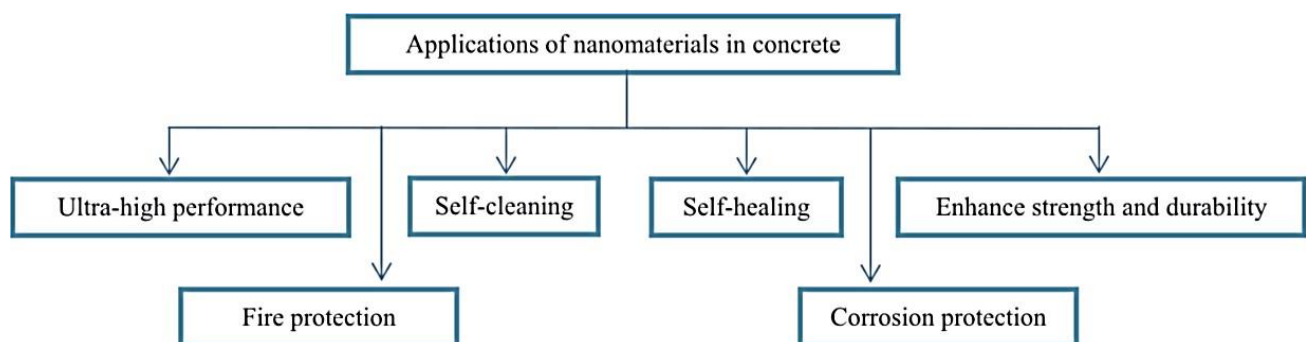 Applications of nanomaterials in concrete
Ultra-high performance
Self-cleaning
Self-healing
Enhance strength and durability
Fire protection
Corrosion protection